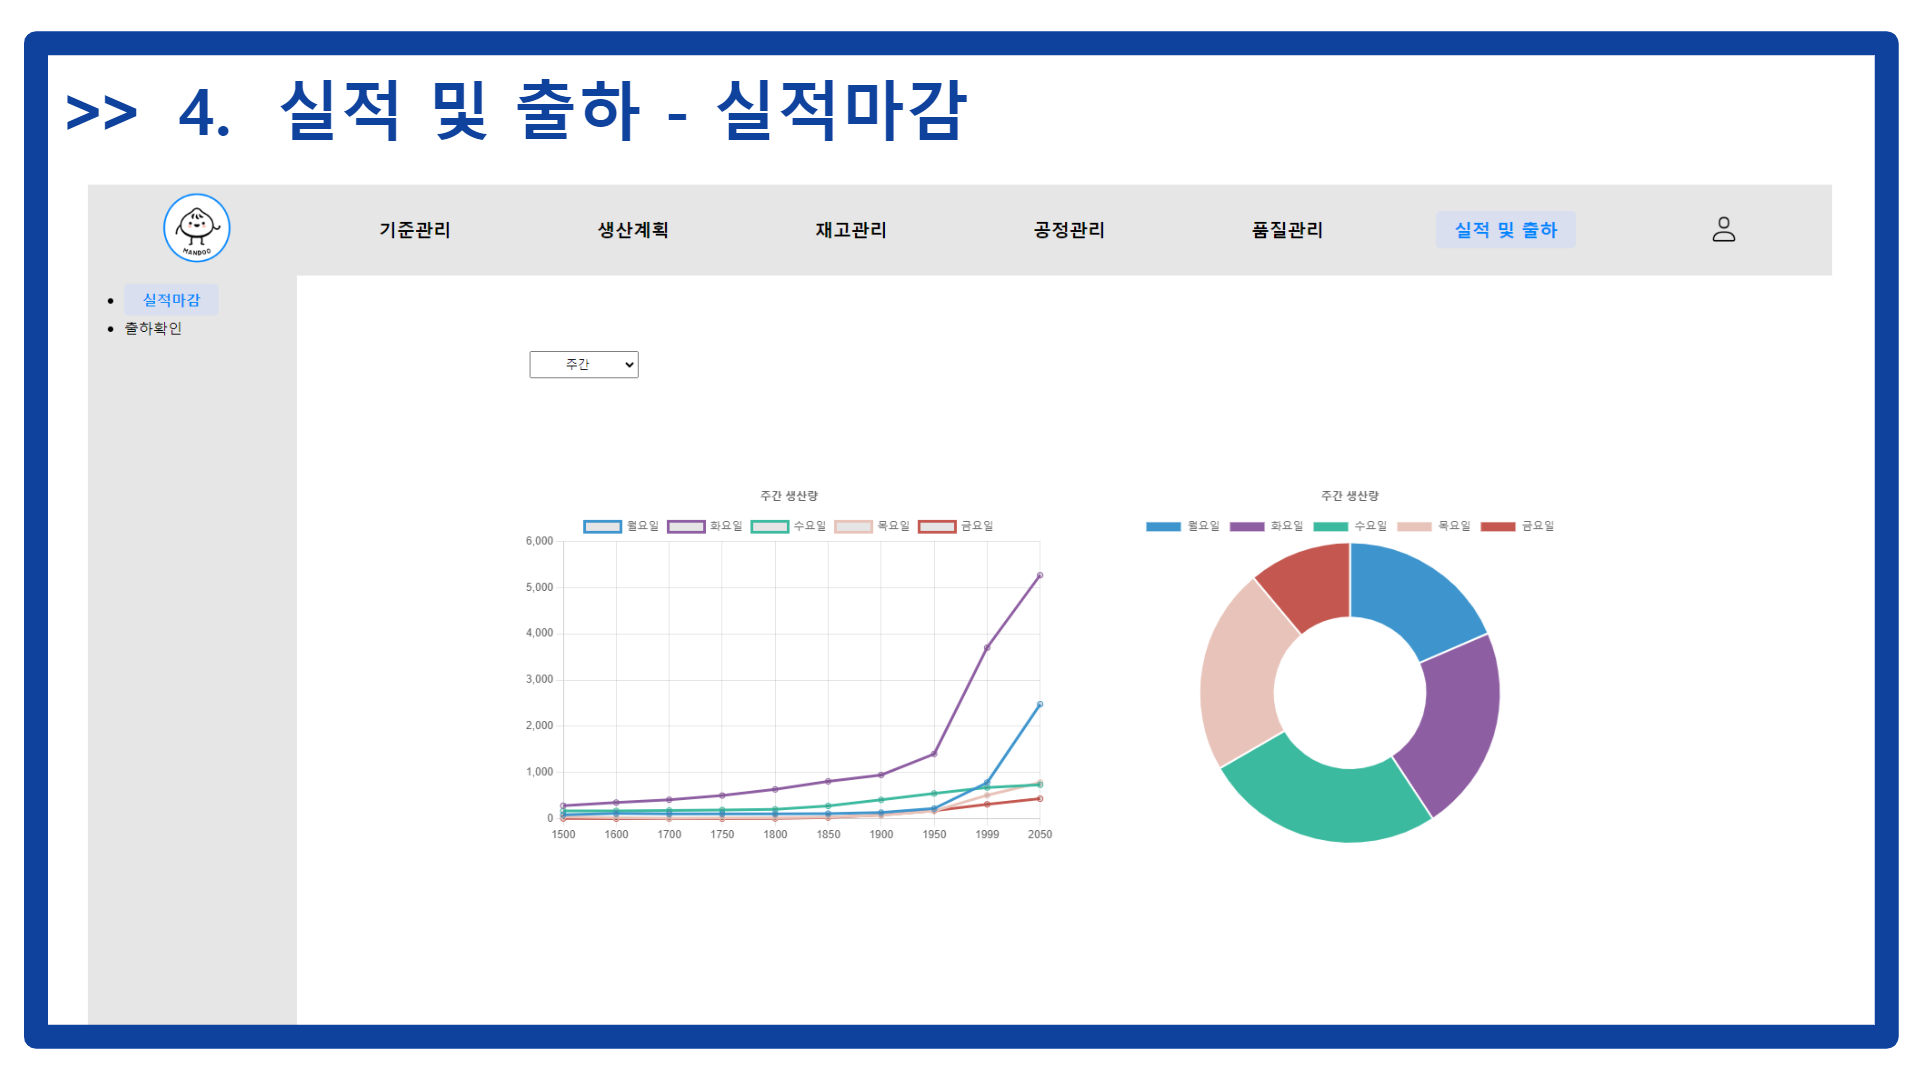 >> 4. 실적 및 출하 - 실적마감
MANDOO
기준관리
생산계획
재고관리
공정관리
품질관리
실적 및 출하
실적마감
출하확인
주간
주간 생산량
월요일 화요일 수요일 목요일 금요일
6,000
5,000
4,000
3,000
2,000
1,000
0
1500 1600 1700 1750 1800 1850 1900 1950 1999 2050
주간 생산량
월요일 화요일 수요일 목요일 금요일